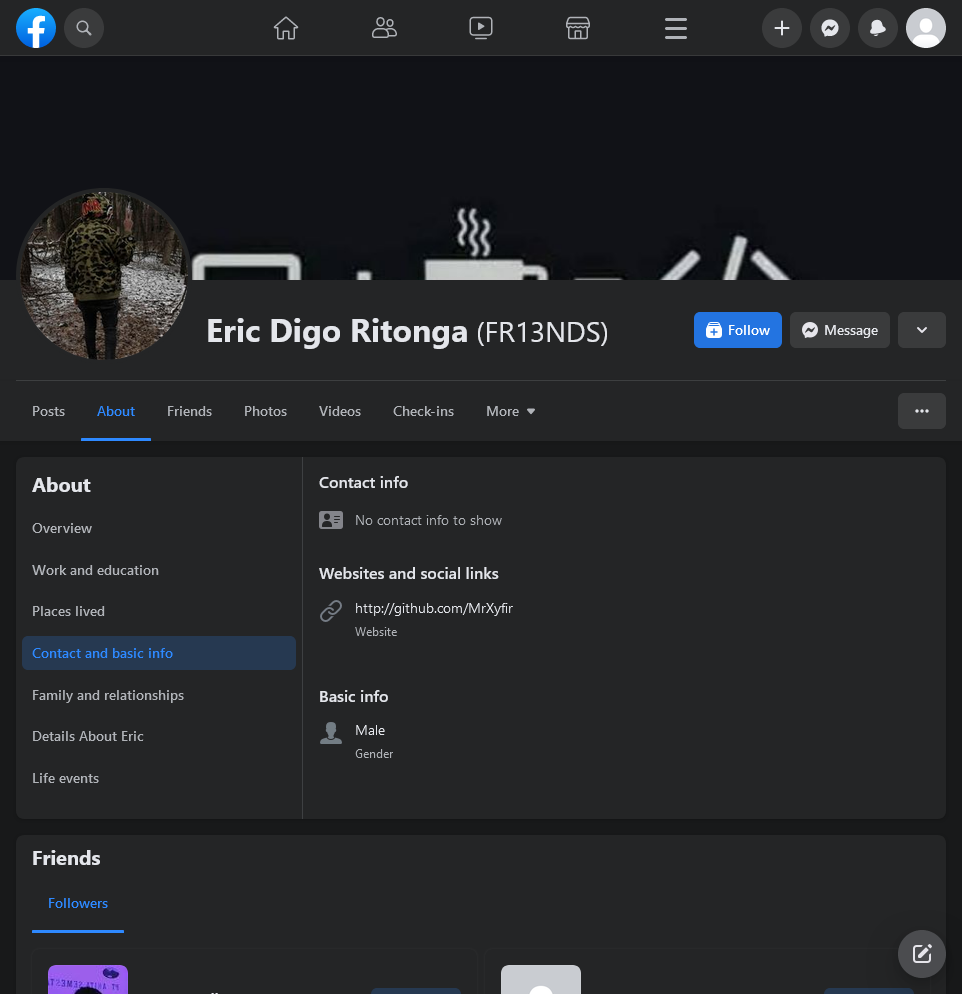 Eric Digo Ritonga (FR13NDS)
Follow
Message
Posts
About
Friends
Photos
Videos
Check-ins
More
About
Overview
Work and education
Places lived
Contact and basic info
Family and relationships
Details About Eric
Life events
Contact info
No contact info to show
Websites and social links
http://github.com/MrXyfir
Website
Basic info
Male
Gender
Friends
Followers